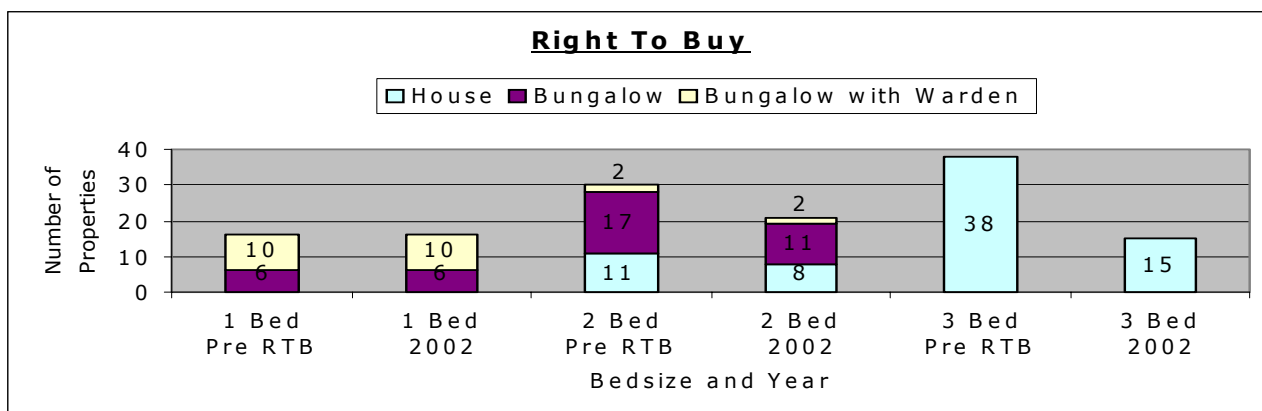 Right To Buy
House Bungalow Bungalow with Warden
Number of
Properties
40
30
20
10
0
10
6
10
6
2
17
11
2
11
8
38
15
1 Bed
Pre RTB
1 Bed
2002
2 Bed
Pre RTB
2 Bed
2002
3 Bed
Pre RTB
3 Bed
2002
Bedsize and Year